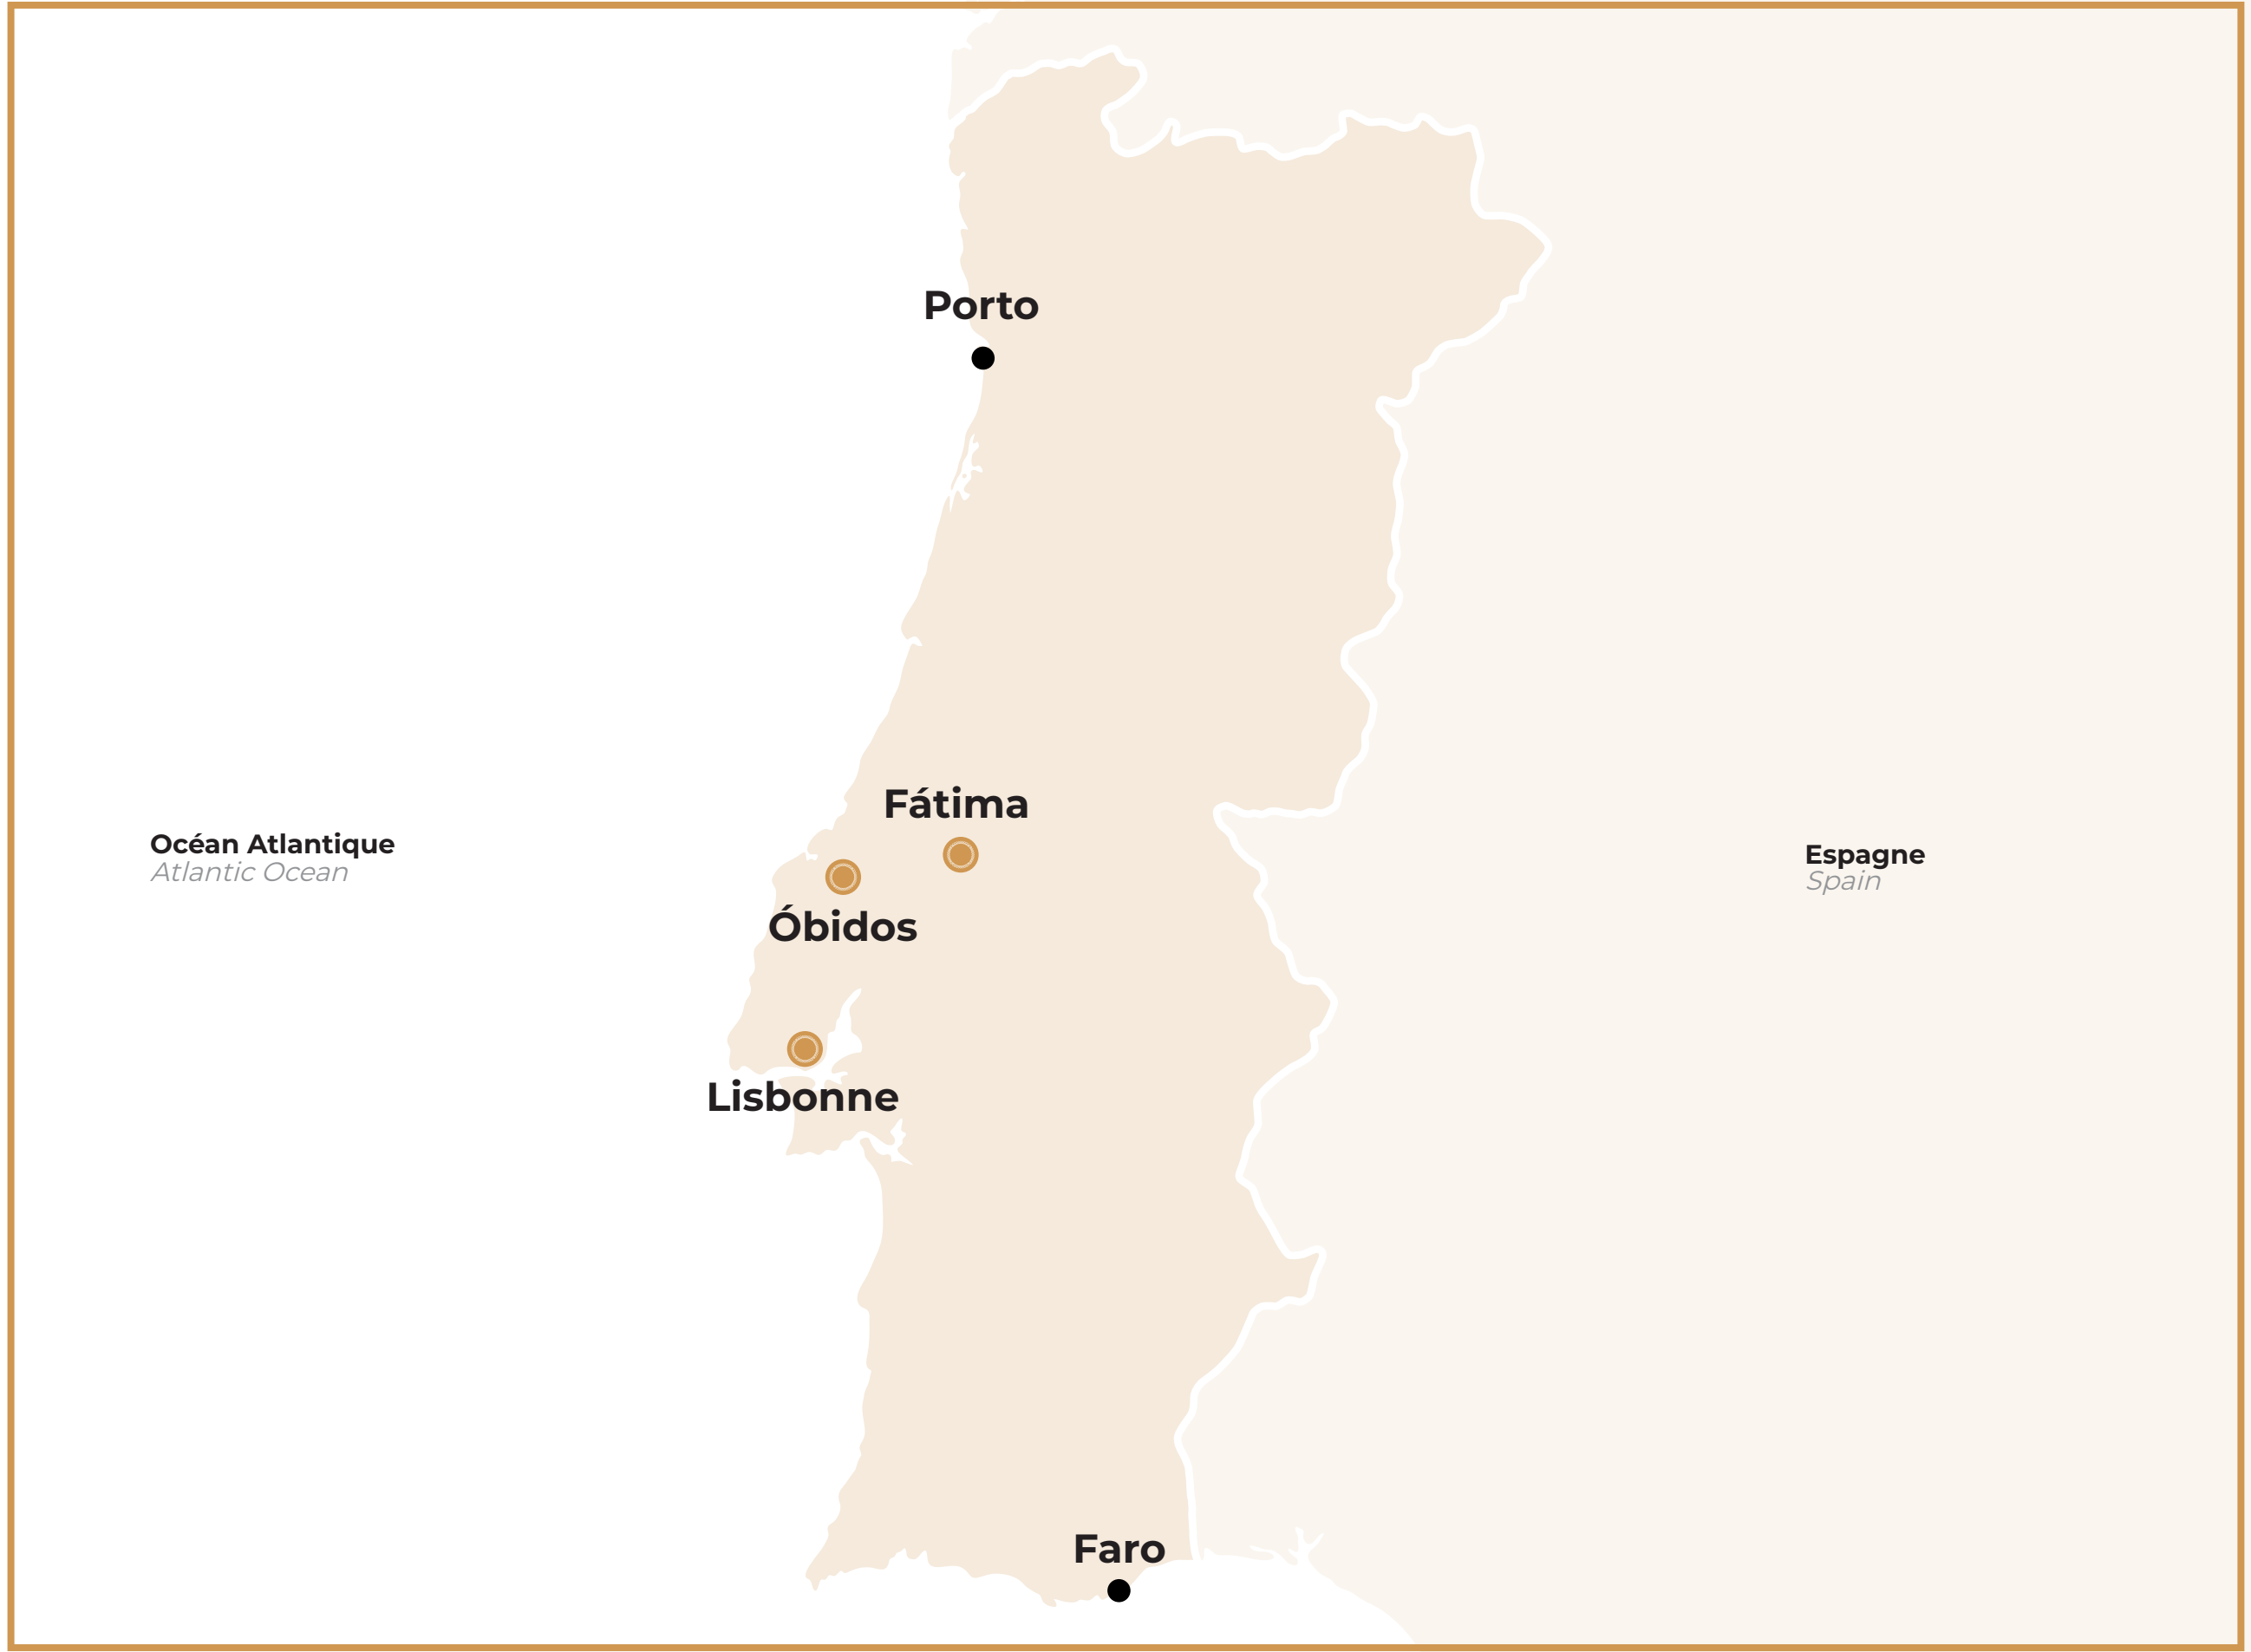 Porto
Fátima
Océan Atlantique
Atlantic Ocean
Espagne
Spain
Óbidos
Lisbonne
Faro